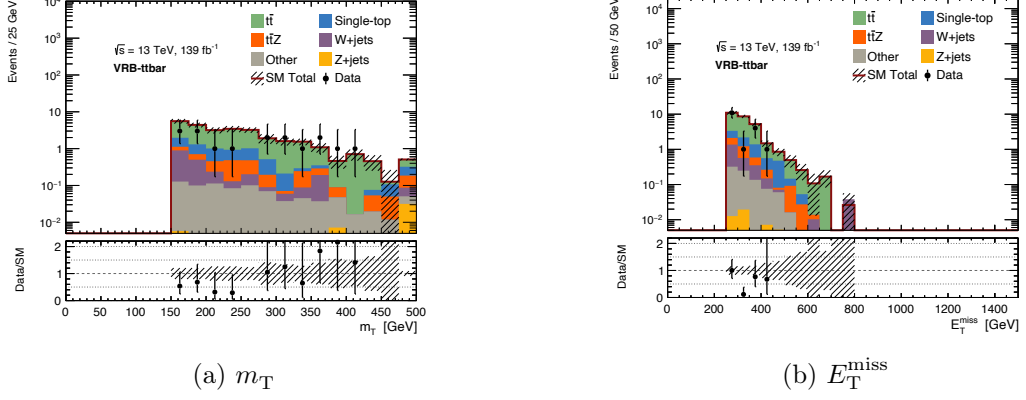 Events / 25 GeV
10⁴
10³
10²
10
1
10⁻¹
10⁻²
√s = 13 TeV, 139 fb⁻¹
VRB-ttbar
tt̄ Single-top
tt̄Z W+jets
Other Z+jets
SM Total Data
Data/SM
2
1
0
0 50 100 150 200 250 300 350 400 450 500
m_T [GeV]
(a) m_T
Events / 50 GeV
10⁴
10³
10²
10
1
10⁻¹
10⁻²
√s = 13 TeV, 139 fb⁻¹
VRB-ttbar
tt̄ Single-top
tt̄Z W+jets
Other Z+jets
SM Total Data
Data/SM
2
1
0
0 200 400 600 800 1000 1200 1400
E_T^miss [GeV]
(b) E_T^miss